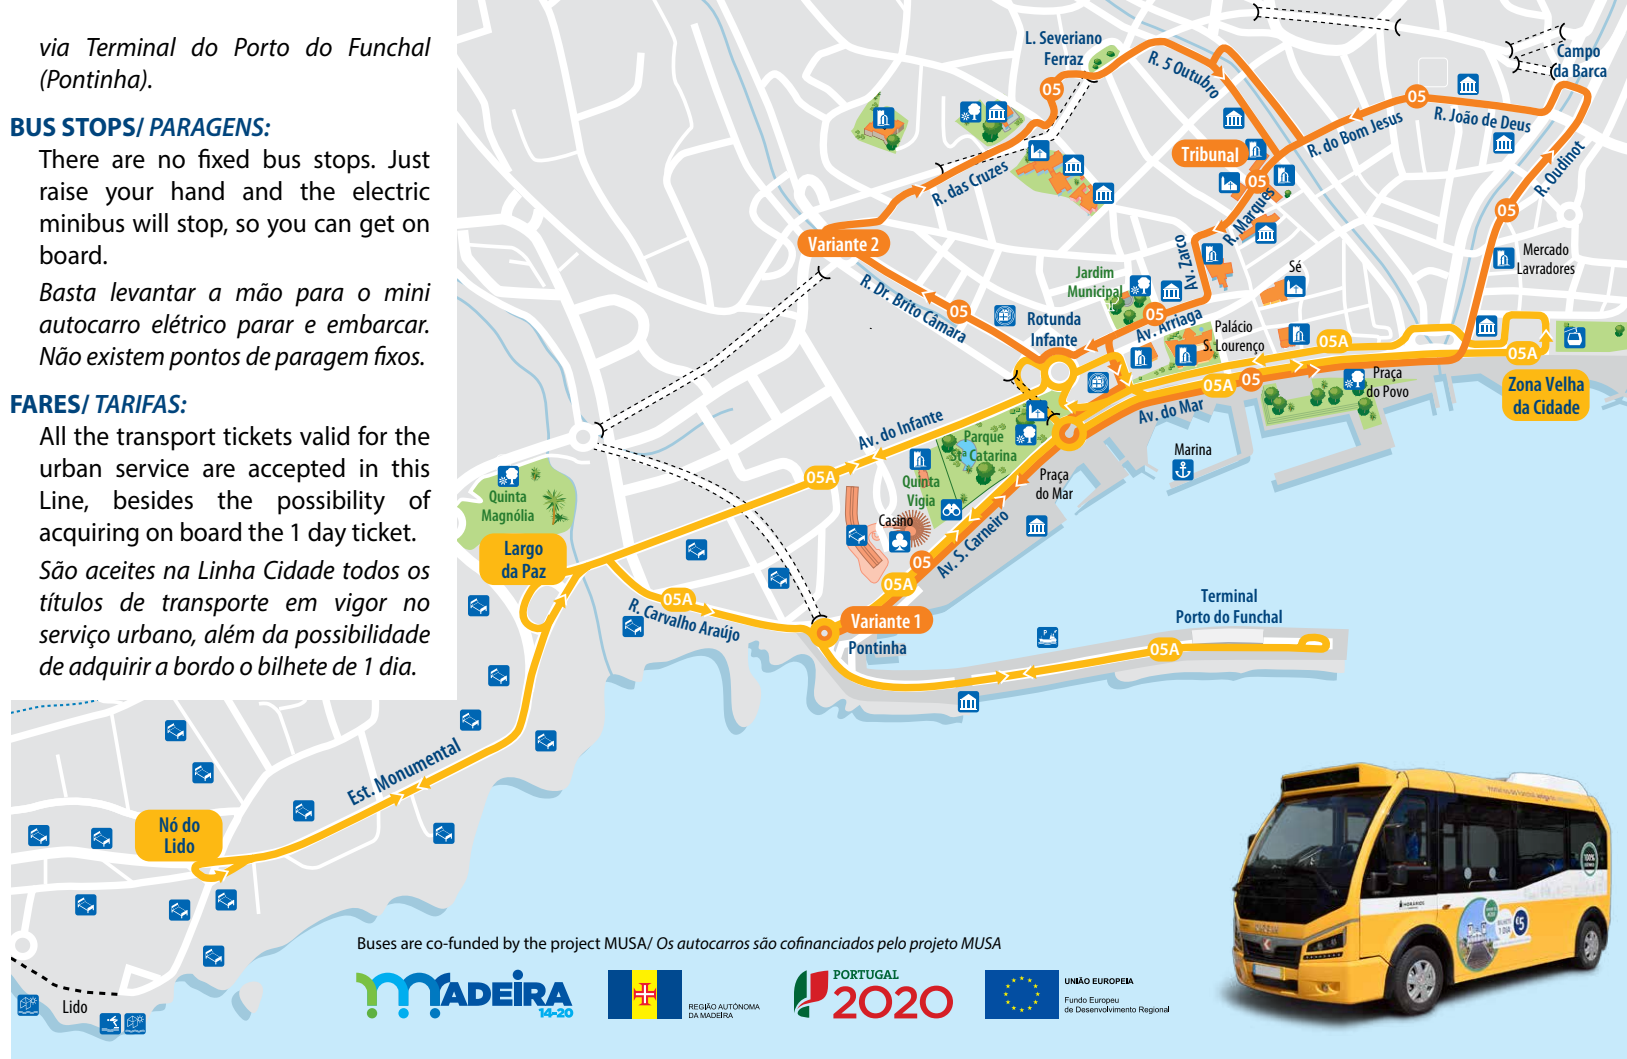 via Terminal do Porto do Funchal
(Pontinha).
BUS STOPS/ PARAGENS:
There are no fixed bus stops. Just
raise your hand and the electric
minibus will stop, so you can get on
board.
Basta levantar a mão para o mini
autocarro elétrico parar e embarcar.
Não existem pontos de paragem fixos.
FARES/ TARIFAS:
All the transport tickets valid for the
urban service are accepted in this
Line, besides the possibility of
acquiring on board the 1 day ticket.
São aceites na Linha Cidade todos os
títulos de transporte em vigor no
serviço urbano, além da possibilidade
de adquirir a bordo o bilhete de 1 dia.
L. Severiano
Ferraz
05
R. 5 Outubro
Campo
da Barca
05
R. João de Deus
R. do Bom Jesus
Tribunal
05
R. Oudinot
05
R. das Cruzes
R. Marques
Variante 2
Av. Zarco
Mercado
Lavradores
Sé
Jardim
Municipal
R. Dr. Brito Câmara
05
Rotunda
Infante
05
Av. Arriaga
Palácio
S. Lourenço
05A
05A
Zona Velha
da Cidade
05A
05
Praça
do Povo
Av. do Mar
Av. do Infante
Parque
Stª Catarina
Marina
05A
Quinta
Vigia
Praça
do Mar
Quinta
Magnólia
Casino
Largo
da Paz
05
Av. S. Carneiro
05A
05A
R. Carvalho Araújo
Variante 1
Pontinha
Terminal
Porto do Funchal
P
05A
Est. Monumental
Nó do
Lido
Lido
Buses are co-funded by the project MUSA/ Os autocarros são cofinanciados pelo projeto MUSA
MADEIRA
14-20
REGIÃO AUTÓNOMA
DA MADEIRA
PORTUGAL
2020
UNIÃO EUROPEIA
Fundo Europeu
de Desenvolvimento Regional
100%
HORÁRIOS
BILHETE
1 DIA
€5